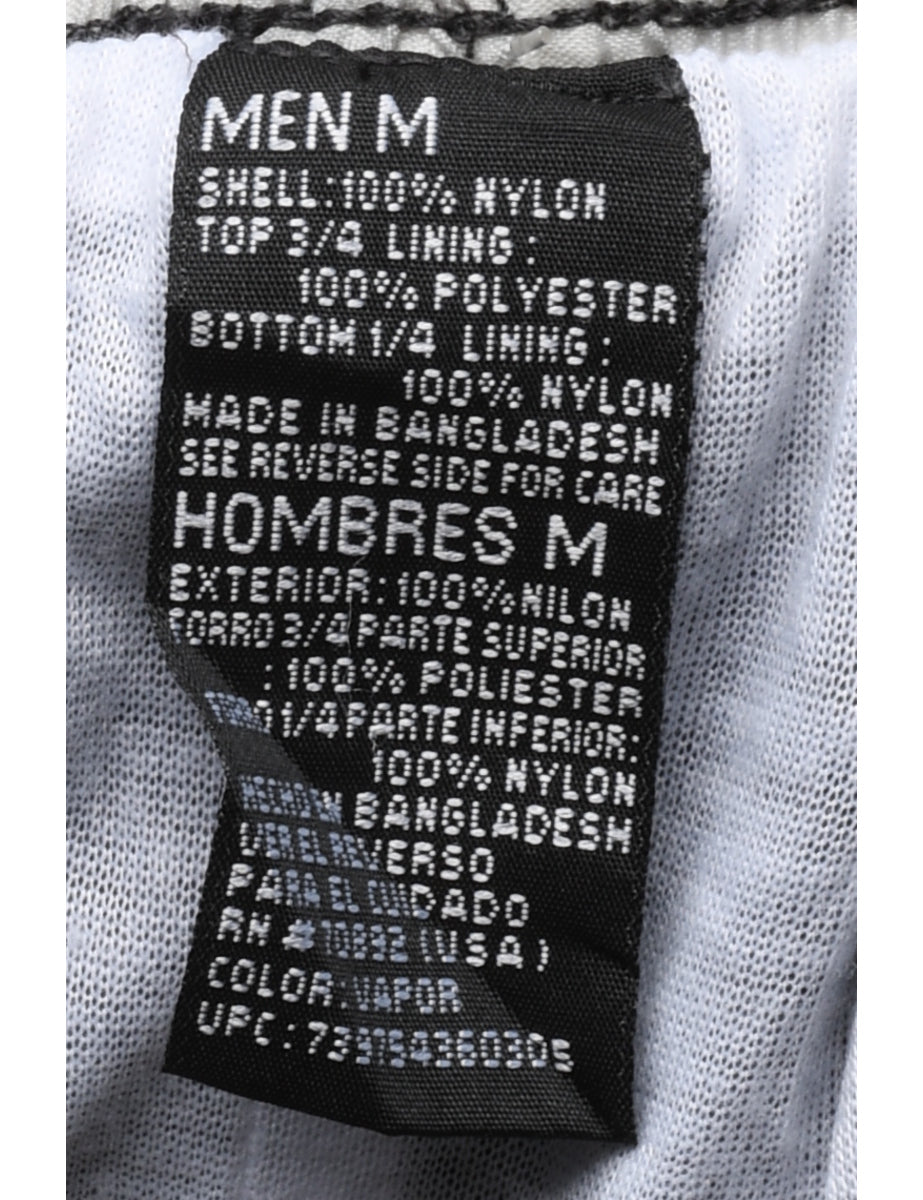 MEN M
SHELL:100% NYLON
TOP 3/4 LINING:
100% POLYESTER
BOTTOM 1/4 LINING:
100% NYLON
MADE IN BANGLADESH
SEE REVERSE SIDE FOR CARE
HOMBRES M
EXTERIOR:100% NILON
FORRO 3/4 PARTE SUPERIOR
:100% POLIESTER
1/4 PARTE INFERIOR:
100% NYLON
BANGLADESH
REVERSO
PARA EL CUIDADO
RN # (USA)
COLOR: VAPOR
UPC: